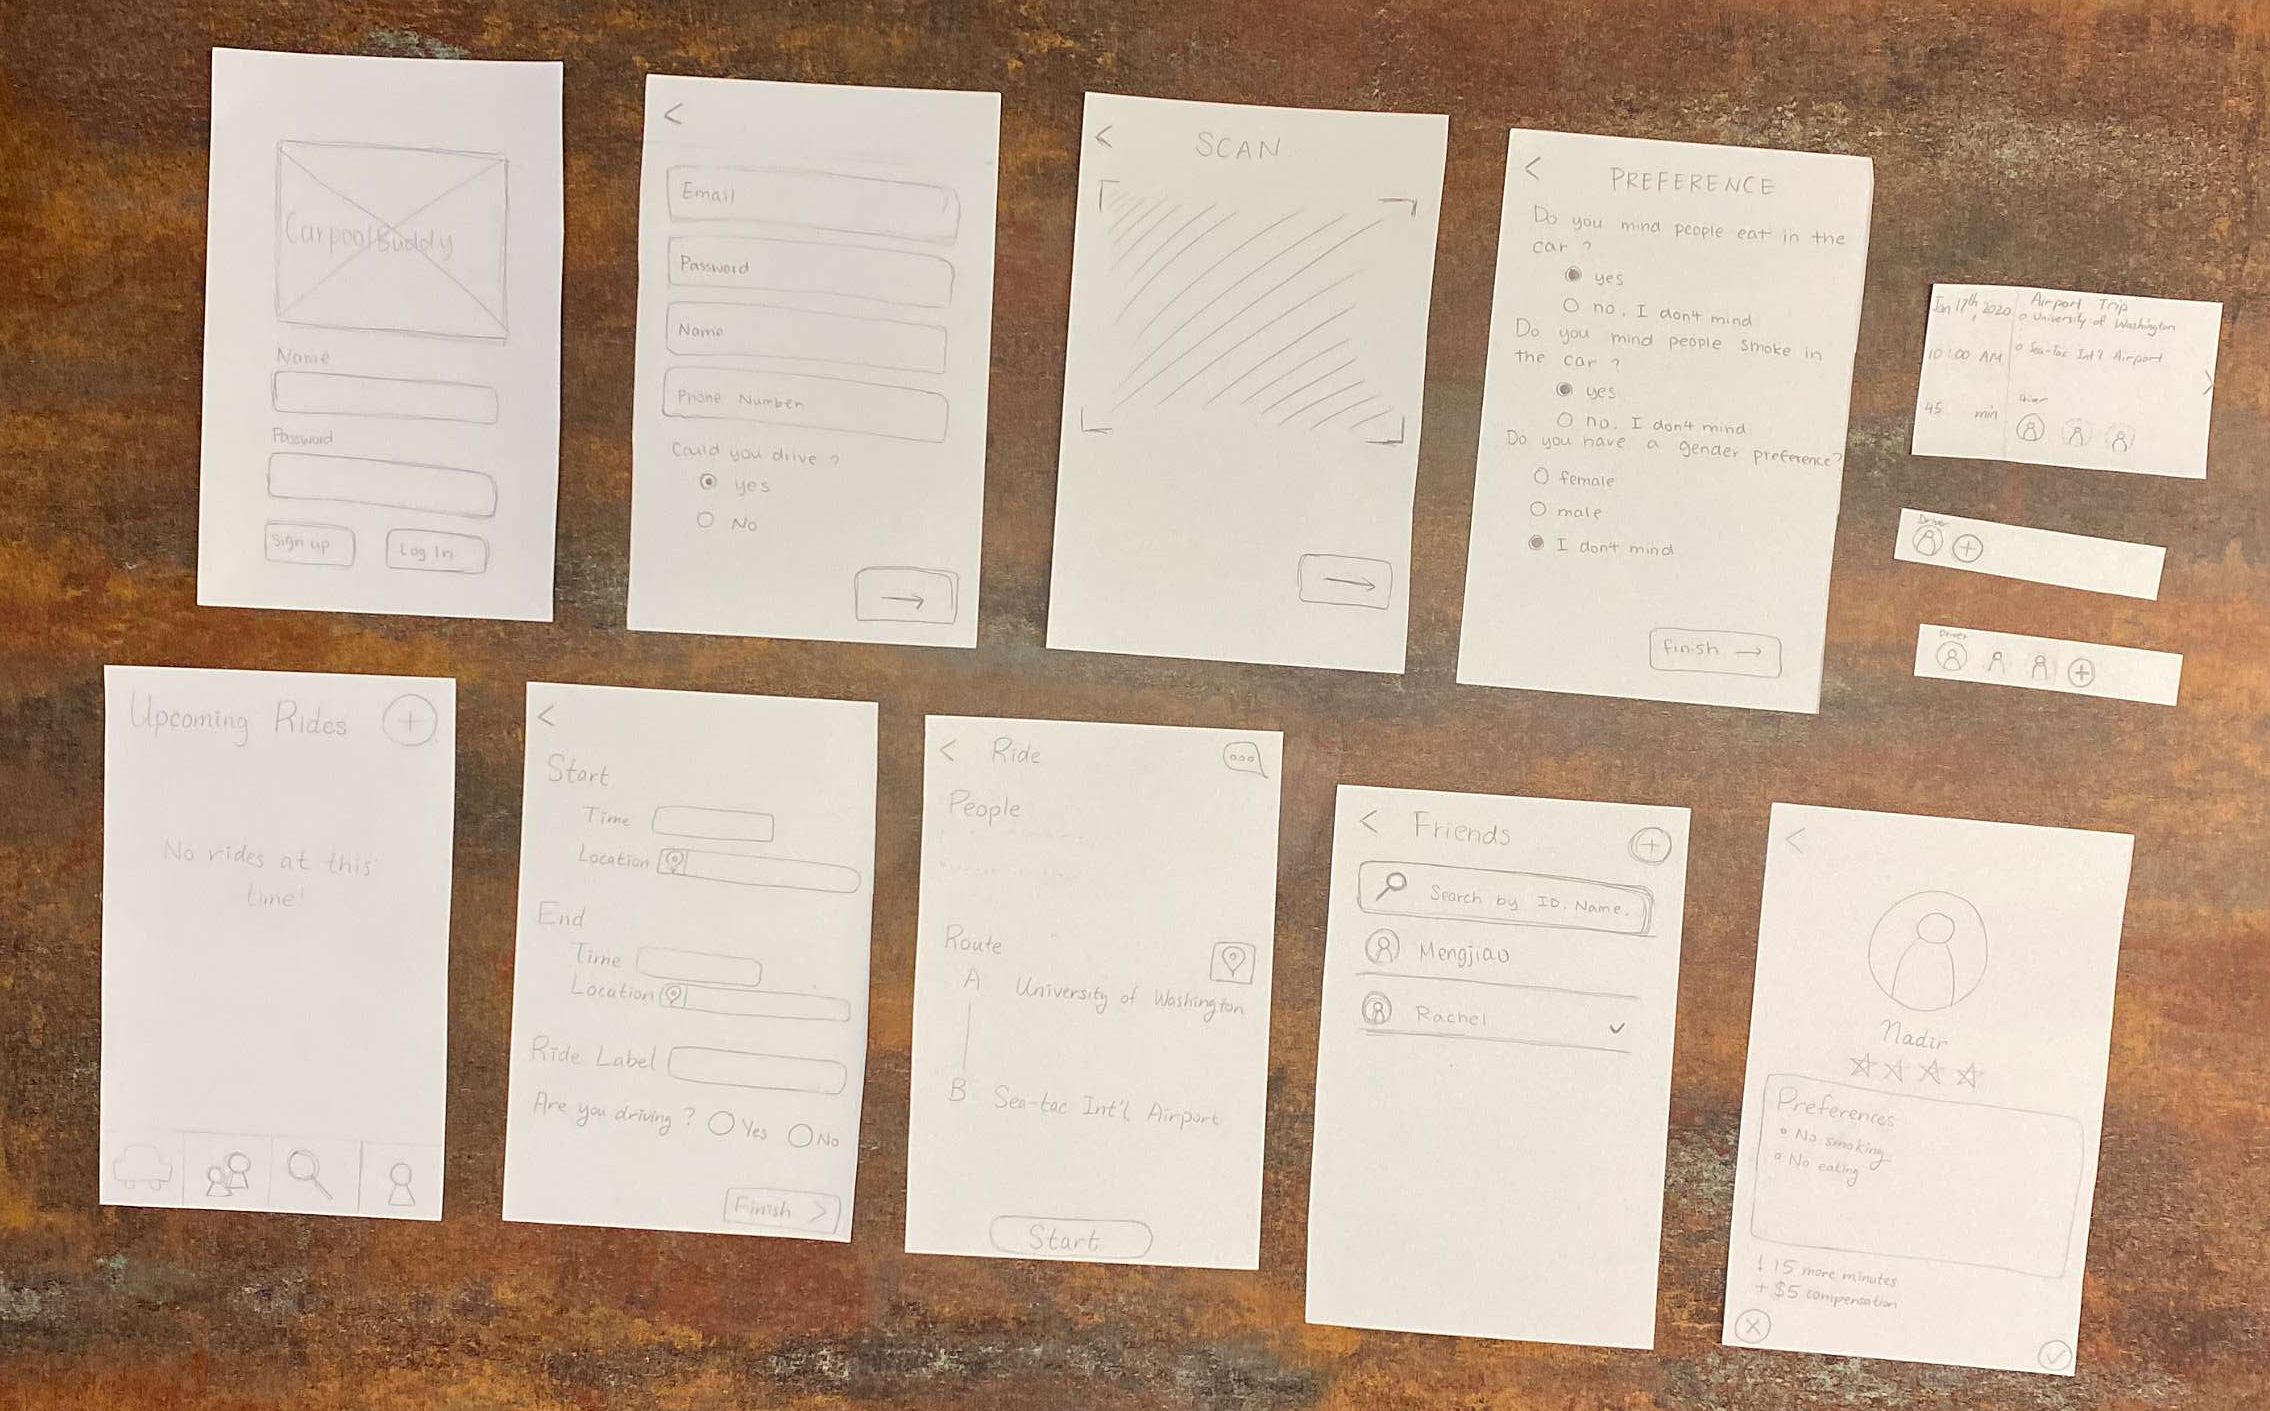 CarpoolBuddy
Name
Password
Sign up
Log In
<
Email
Password
Name
Phone Number
Could you drive?
yes
No
→
<
SCAN
→
<
PREFERENCE
Do you mind people eat in the
car?
yes
no, I don't mind
Do you mind people smoke in
the car?
yes
no, I don't mind
Do you have a gender preference?
female
male
I don't mind
finish →
Jan 17th, 2020
10:00 AM
45 min
Airport Trip
University of Washington
Sea-Tac Int'l Airport
Driver
>
Driver
+
Driver
+
Upcoming Rides +
No rides at this
time!
<
Start
Time
Location
End
Time
Location
Ride Label
Are you driving? Yes No
Finish >
< Ride
People
Route
A University of Washington
B Sea-tac Int'l Airport
Start
< Friends +
Search by ID, Name.
Mengjiao
Rachel ✓
<
Nadir
Preferences
• No smoking
• No eating
! 15 more minutes
+ $5 compensation